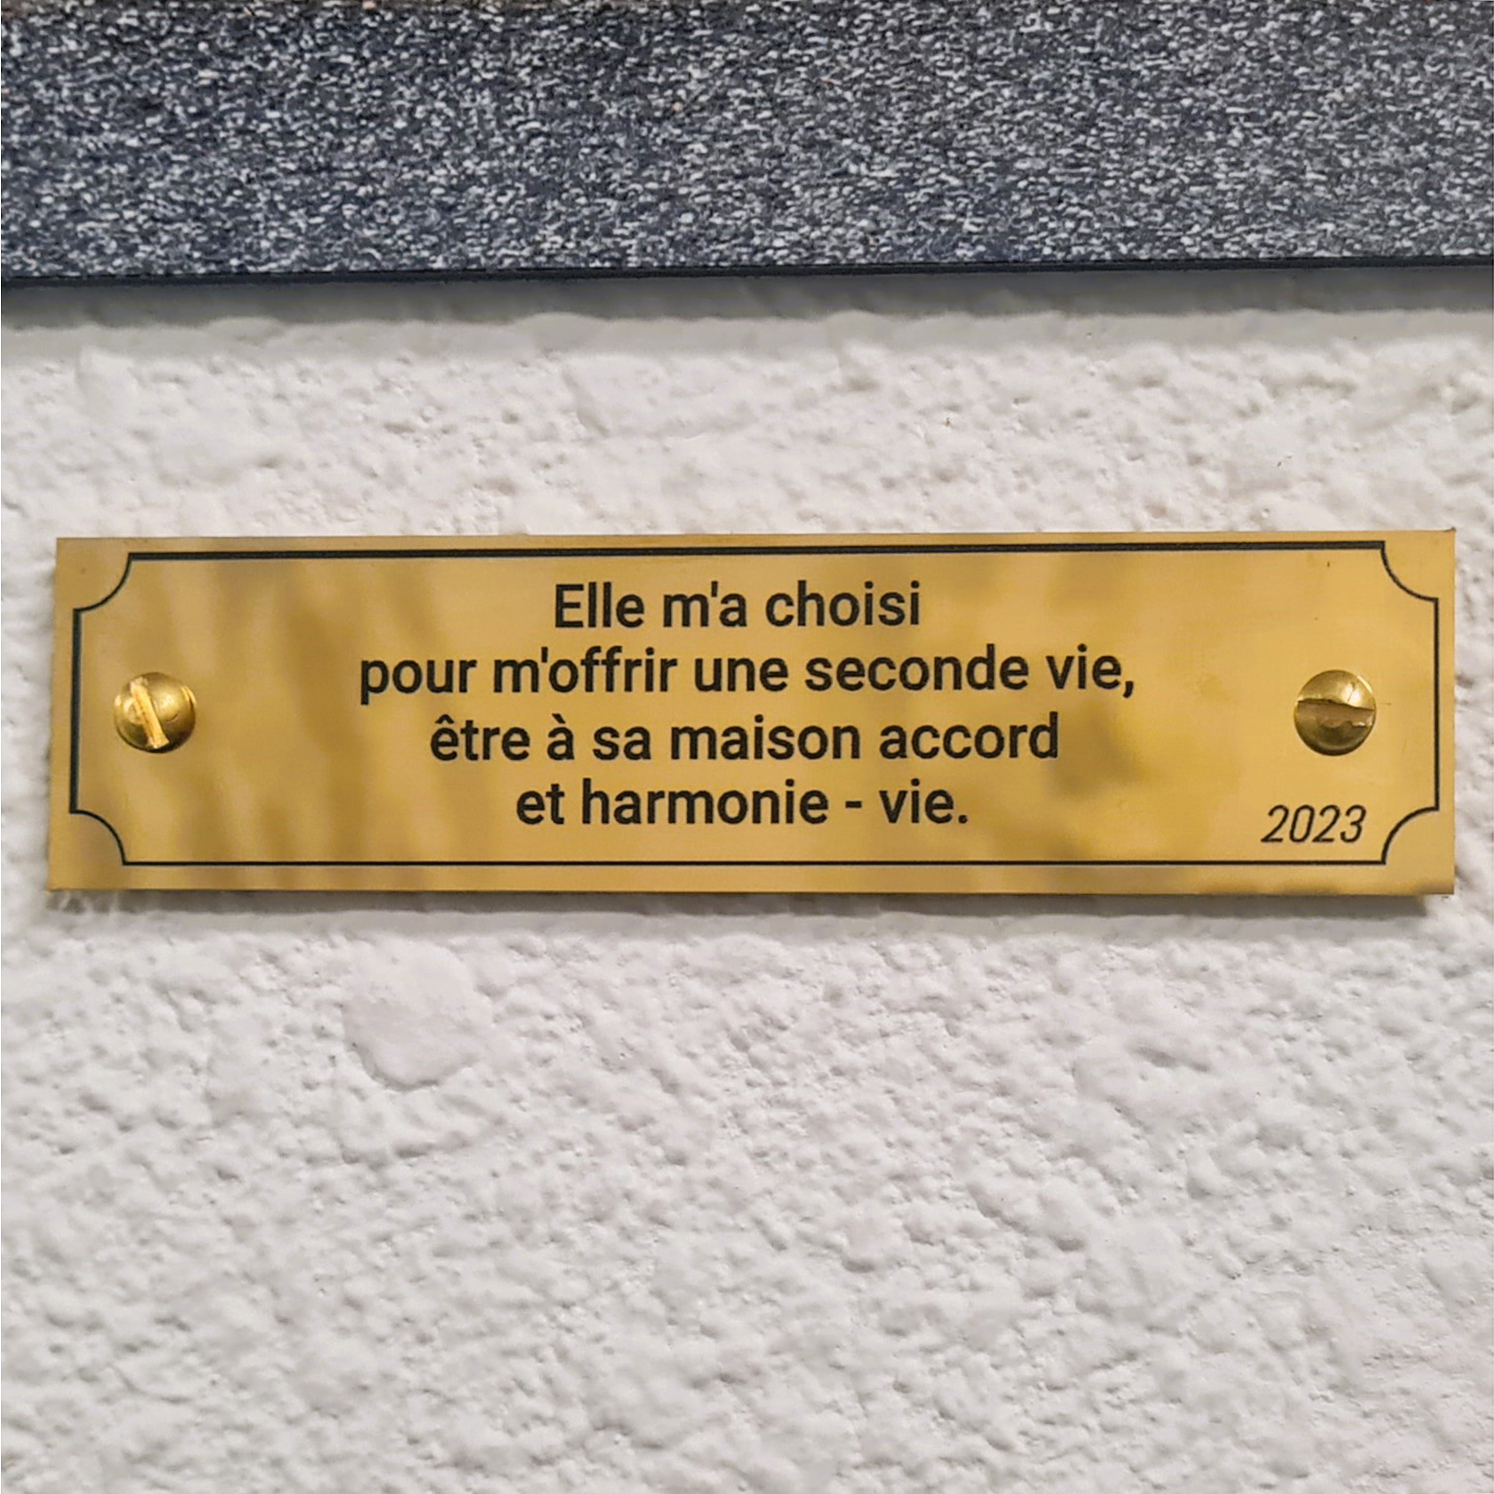 Elle m'a choisi
pour m'offrir une seconde vie,
être à sa maison accord
et harmonie - vie.
2023